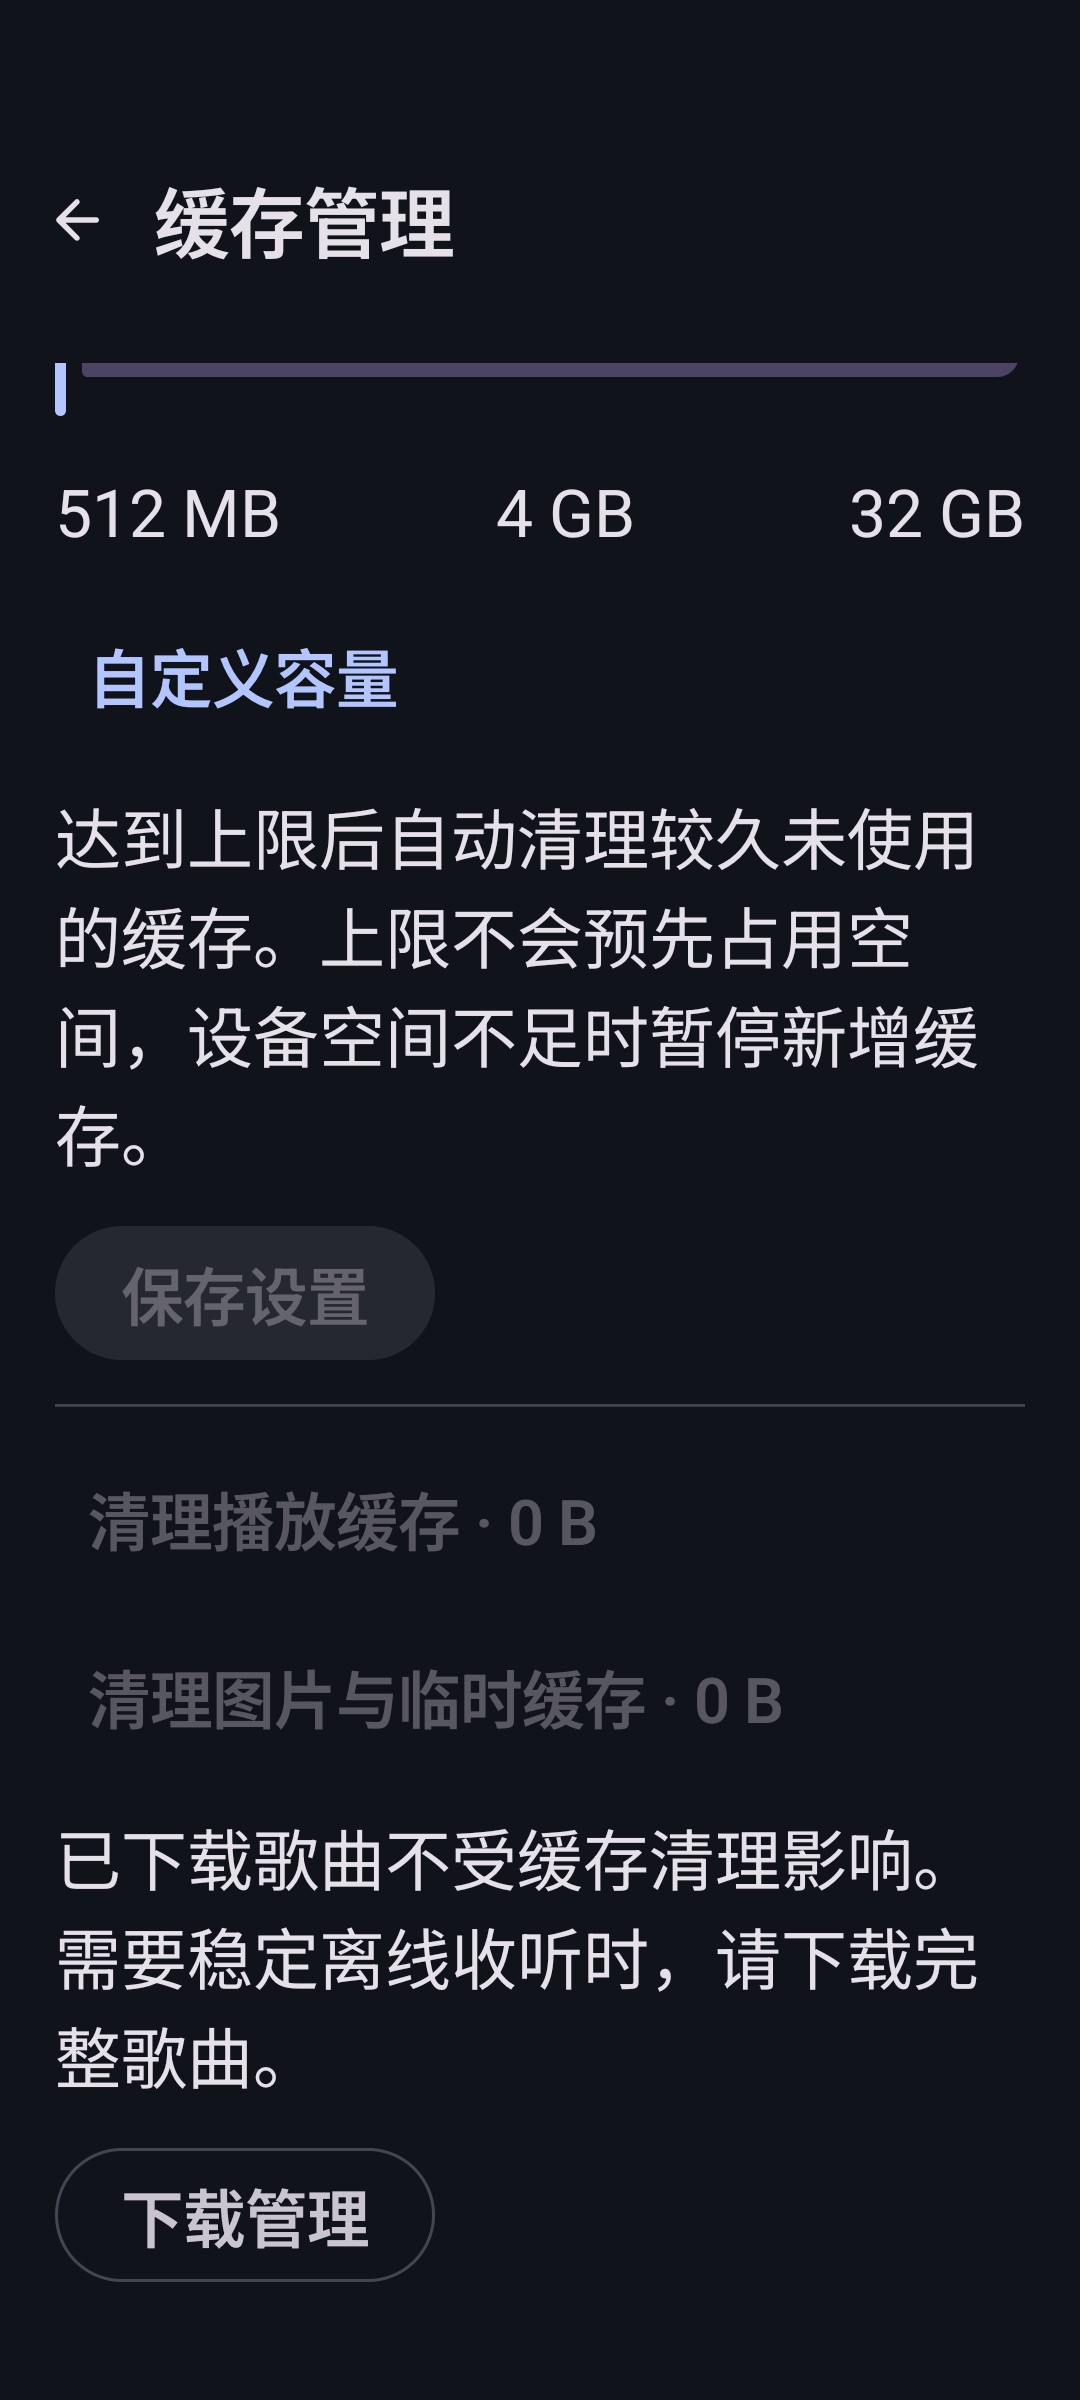 缓存管理
512 MB
4 GB
32 GB
自定义容量
达到上限后自动清理较久未使用
的缓存。上限不会预先占用空
间，设备空间不足时暂停新增缓
存。
保存设置
清理播放缓存 · 0 B
清理图片与临时缓存 · 0 B
已下载歌曲不受缓存清理影响。
需要稳定离线收听时，请下载完
整歌曲。
下载管理